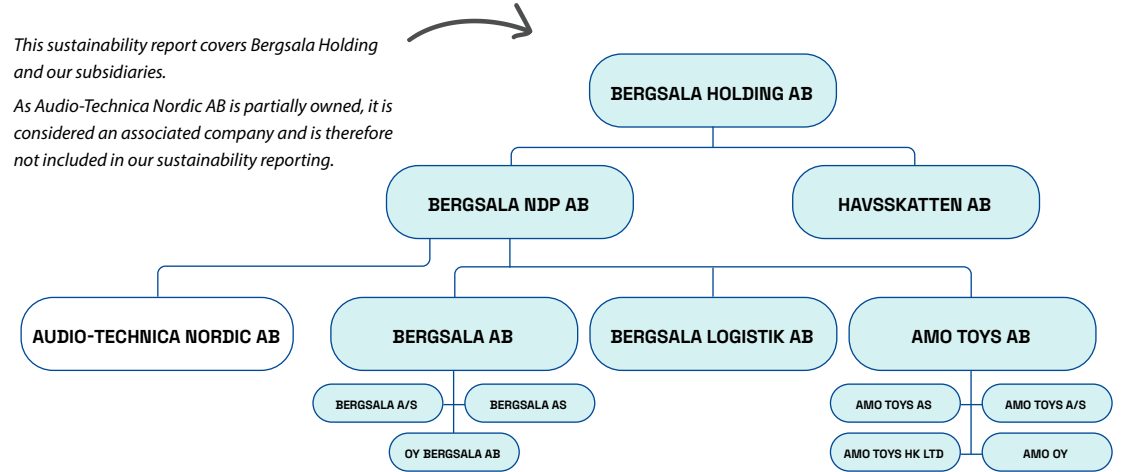 This sustainability report covers Bergsala Holding
and our subsidiaries.
As Audio-Technica Nordic AB is partially owned, it is
considered an associated company and is therefore
not included in our sustainability reporting.
BERGSALA HOLDING AB
BERGSALA NDP AB
HAVSSKATTEN AB
AUDIO-TECHNICA NORDIC AB
BERGSALA AB
BERGSALA LOGISTIK AB
AMO TOYS AB
BERGSALA A/S
BERGSALA AS
OY BERGSALA AB
AMO TOYS AS
AMO TOYS A/S
AMO TOYS HK LTD
AMO OY